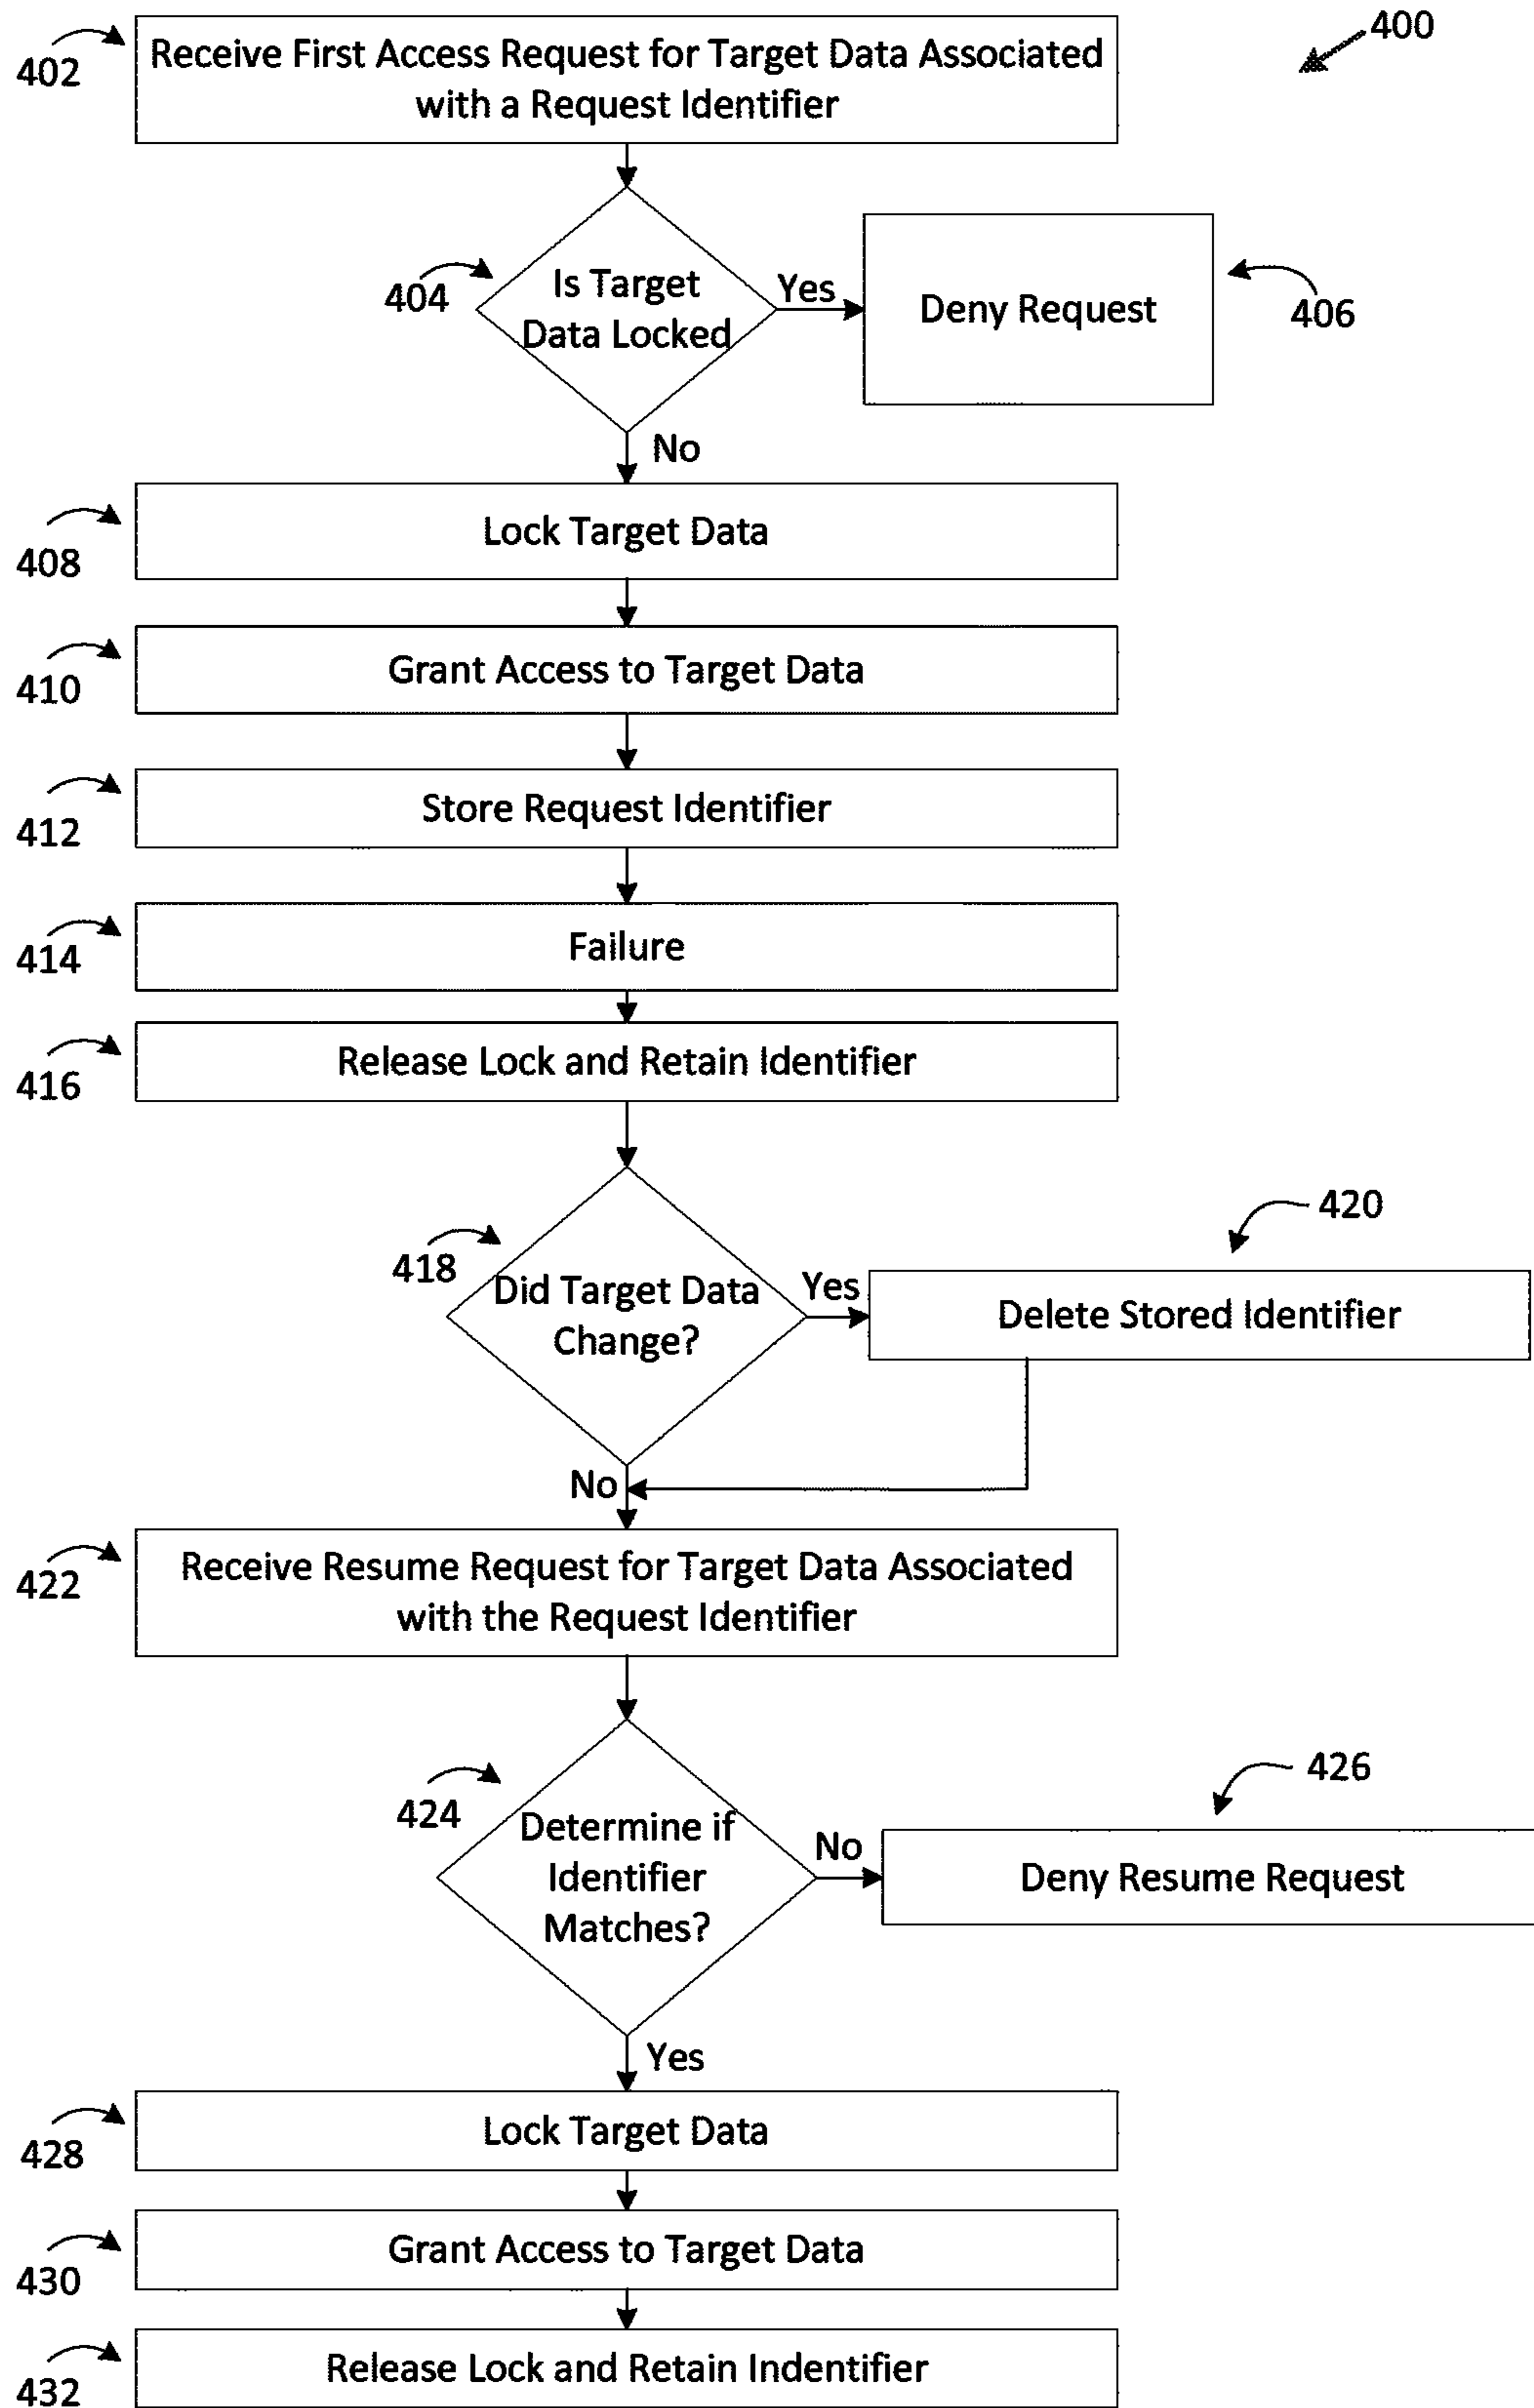 400
402
Receive First Access Request for Target Data Associated
with a Request Identifier
404
Is Target
Data Locked
Yes
Deny Request
406
No
408
Lock Target Data
410
Grant Access to Target Data
412
Store Request Identifier
414
Failure
416
Release Lock and Retain Identifier
418
Did Target Data
Change?
Yes
420
Delete Stored Identifier
No
422
Receive Resume Request for Target Data Associated
with the Request Identifier
424
Determine if
Identifier
Matches?
No
426
Deny Resume Request
Yes
428
Lock Target Data
430
Grant Access to Target Data
432
Release Lock and Retain Indentifier